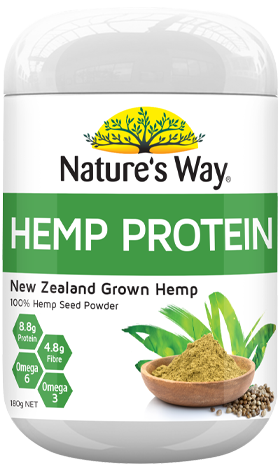 Nature's Way®
HEMP PROTEIN
New Zealand Grown Hemp
100% Hemp Seed Powder
8.8g
Protein
4.8g
Fibre
Omega
6
Omega
3
180g NET